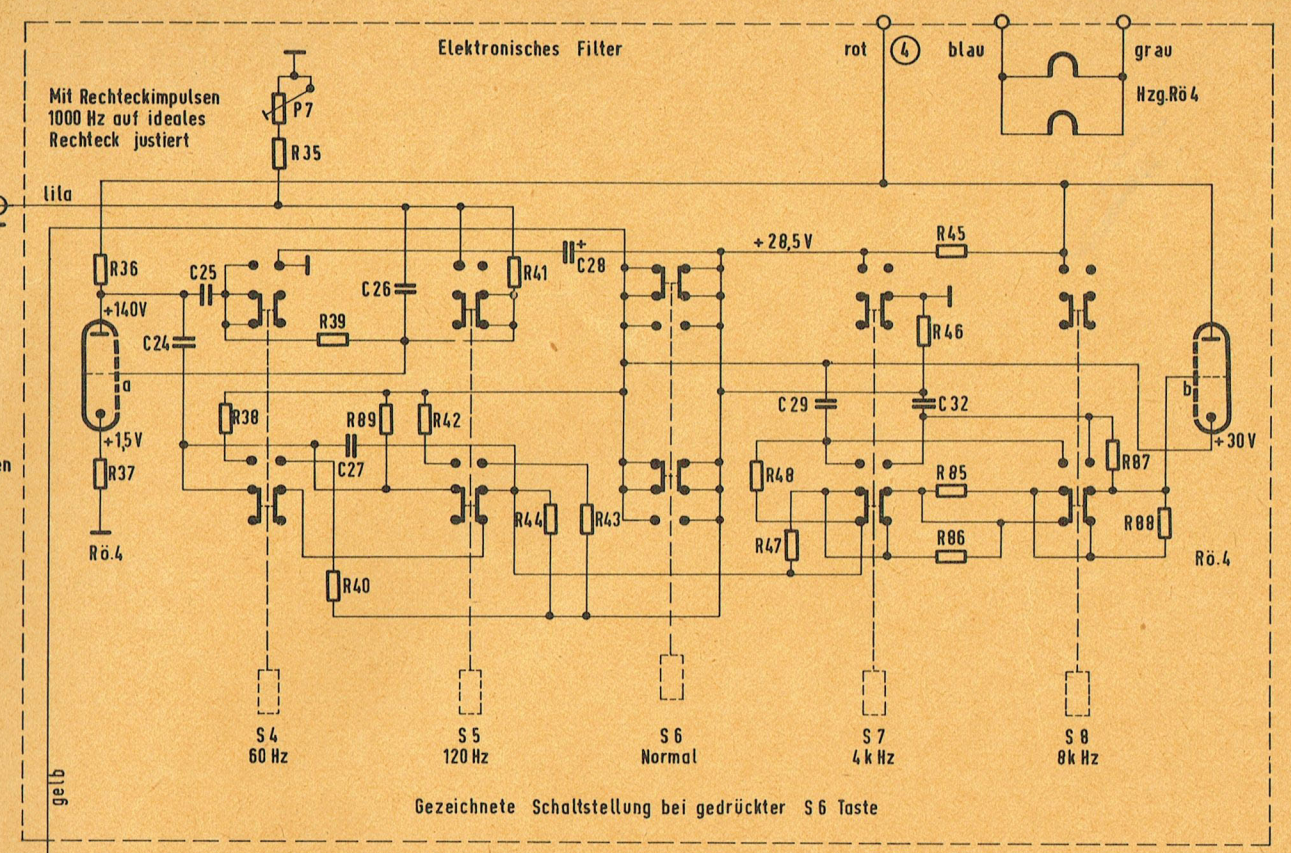 Elektronisches Filter
rot 4 blau grau
Hzg.Rö 4
Mit Rechteckimpulsen
1000 Hz auf ideales
Rechteck justiert
P7
R35
lila
R36
C25
+140V
C24
a
+1,5V
R37
Rö.4
R39
C26
R41
+
C28
+28,5V
R45
R46
R38
R89
R42
C27
C29
C32
b
+30V
R48
R47
R85
R86
R87
R88
Rö.4
R44
R43
R40
en
S4
60 Hz
S5
120 Hz
S6
Normal
S7
4k Hz
S8
8k Hz
gelb
Gezeichnete Schaltstellung bei gedrückter S6 Taste